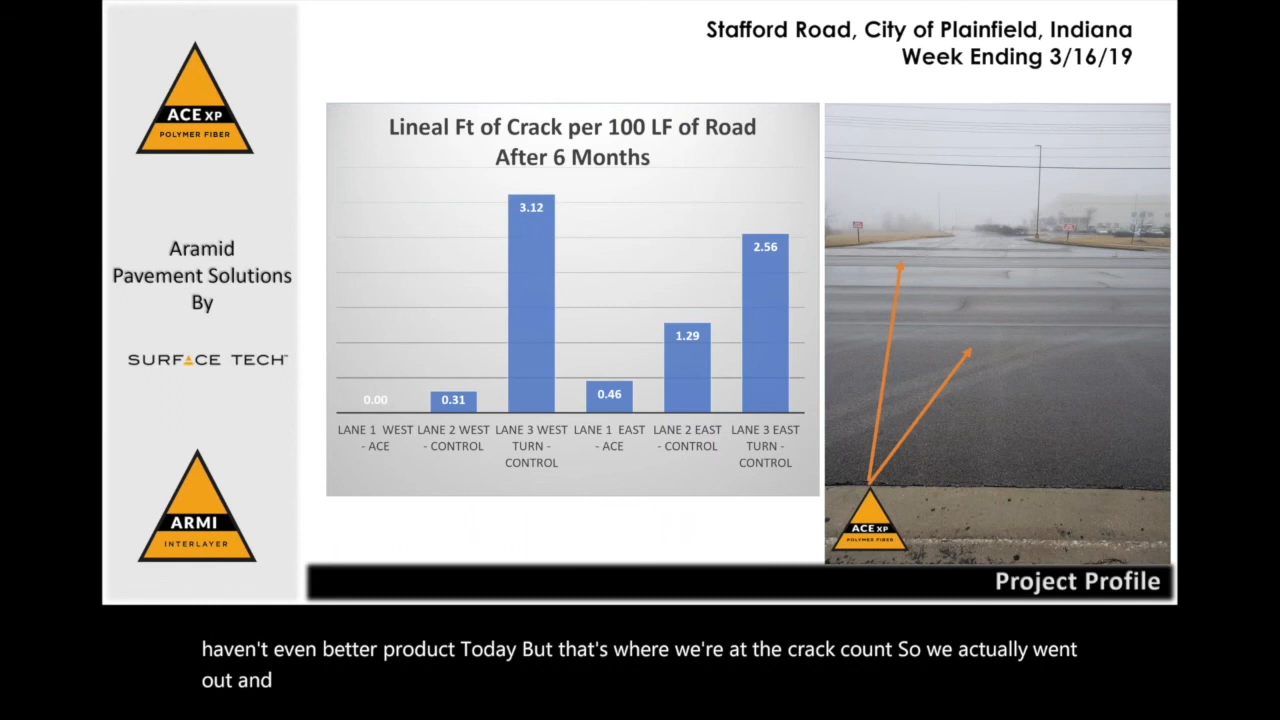 Stafford Road, City of Plainfield, Indiana
Week Ending 3/16/19
ACE XP
POLYMER FIBER
Aramid
Pavement Solutions
By
SURFACE TECH
ARMI
INTERLAYER
Lineal Ft of Crack per 100 LF of Road
After 6 Months
0.00
0.31
3.12
0.46
1.29
2.56
LANE 1 WEST
- ACE
LANE 2 WEST
- CONTROL
LANE 3 WEST
TURN -
CONTROL
LANE 1 EAST
- ACE
LANE 2 EAST
- CONTROL
LANE 3 EAST
TURN -
CONTROL
ACE XP
POLYMER FIBER
Project Profile
haven't even better product Today But that's where we're at the crack count So we actually went
out and